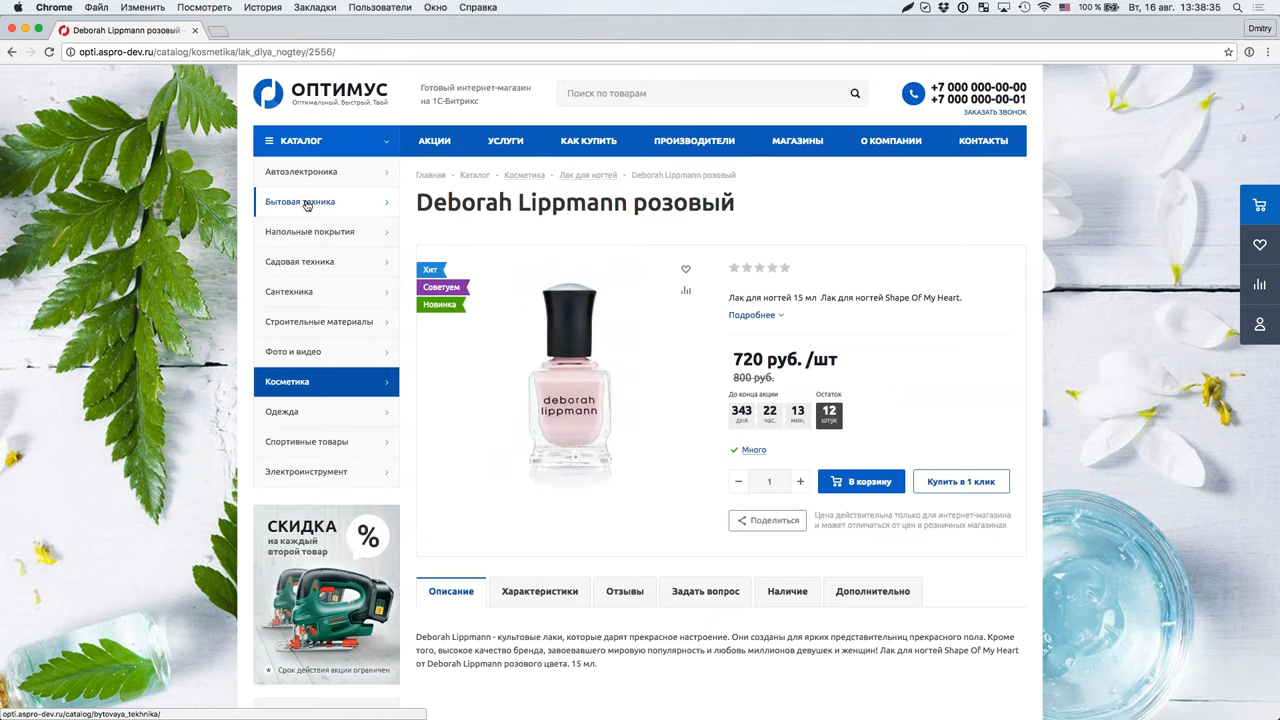 Chrome Файл Изменить Посмотреть История Закладки Пользователи Окно Справка 100 % Вт, 16 авг. 13:38:35
Deborah Lippmann розовый
Dmitry
opti.aspro-dev.ru/catalog/kosmetika/lak_dlya_nogtey/2556/
ОПТИМУС
Оптимальный. Быстрый. Твой
Готовый интернет-магазин
на 1С-Битрикс
Поиск по товарам
+7 000 000-00-00
+7 000 000-00-01
ЗАКАЗАТЬ ЗВОНОК
КАТАЛОГ АКЦИИ УСЛУГИ КАК КУПИТЬ ПРОИЗВОДИТЕЛИ МАГАЗИНЫ О КОМПАНИИ КОНТАКТЫ
Автоэлектроника
Бытовая техника
Напольные покрытия
Садовая техника
Сантехника
Строительные материалы
Фото и видео
Косметика
Одежда
Спортивные товары
Электроинструмент
СКИДКА %
на каждый
второй товар
* Срок действия акции ограничен
Главная - Каталог - Косметика - Лак для ногтей - Deborah Lippmann розовый
Deborah Lippmann розовый
Хит
Советуем
Новинка
deborah
lippmann
Лак для ногтей 15 мл Лак для ногтей Shape Of My Heart.
Подробнее
720 руб. /шт
800 руб.
До конца акции Остаток
343 22 13 12
дня час. мин. штук
Много
− 1 + В корзину Купить в 1 клик
Поделиться
Цена действительна только для интернет-магазина
и может отличаться от цен в розничных магазинах
Описание Характеристики Отзывы Задать вопрос Наличие Дополнительно
Deborah Lippmann - культовые лаки, которые дарят прекрасное настроение. Они созданы для ярких представительниц прекрасного пола. Кроме
того, высокое качество бренда, завоевавшего мировую популярность и любовь миллионов девушек и женщин! Лак для ногтей Shape Of My Heart
от Deborah Lippmann розового цвета. 15 мл.
opti.aspro-dev.ru/catalog/bytovaya_tekhnika/